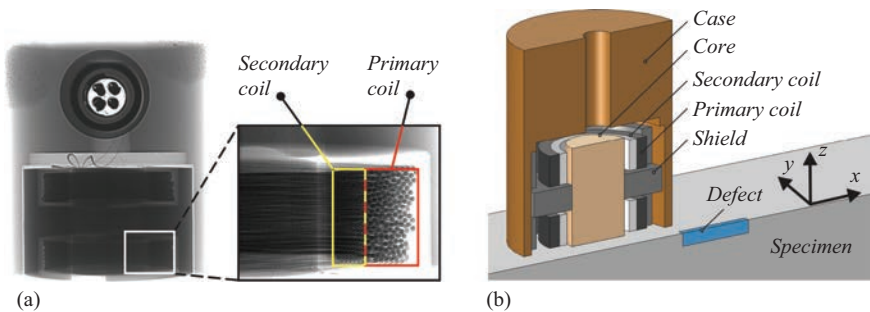 Secondary
coil
Primary
coil
(a)
Case
Core
Secondary coil
Primary coil
Shield
z
y
x
Defect
Specimen
(b)